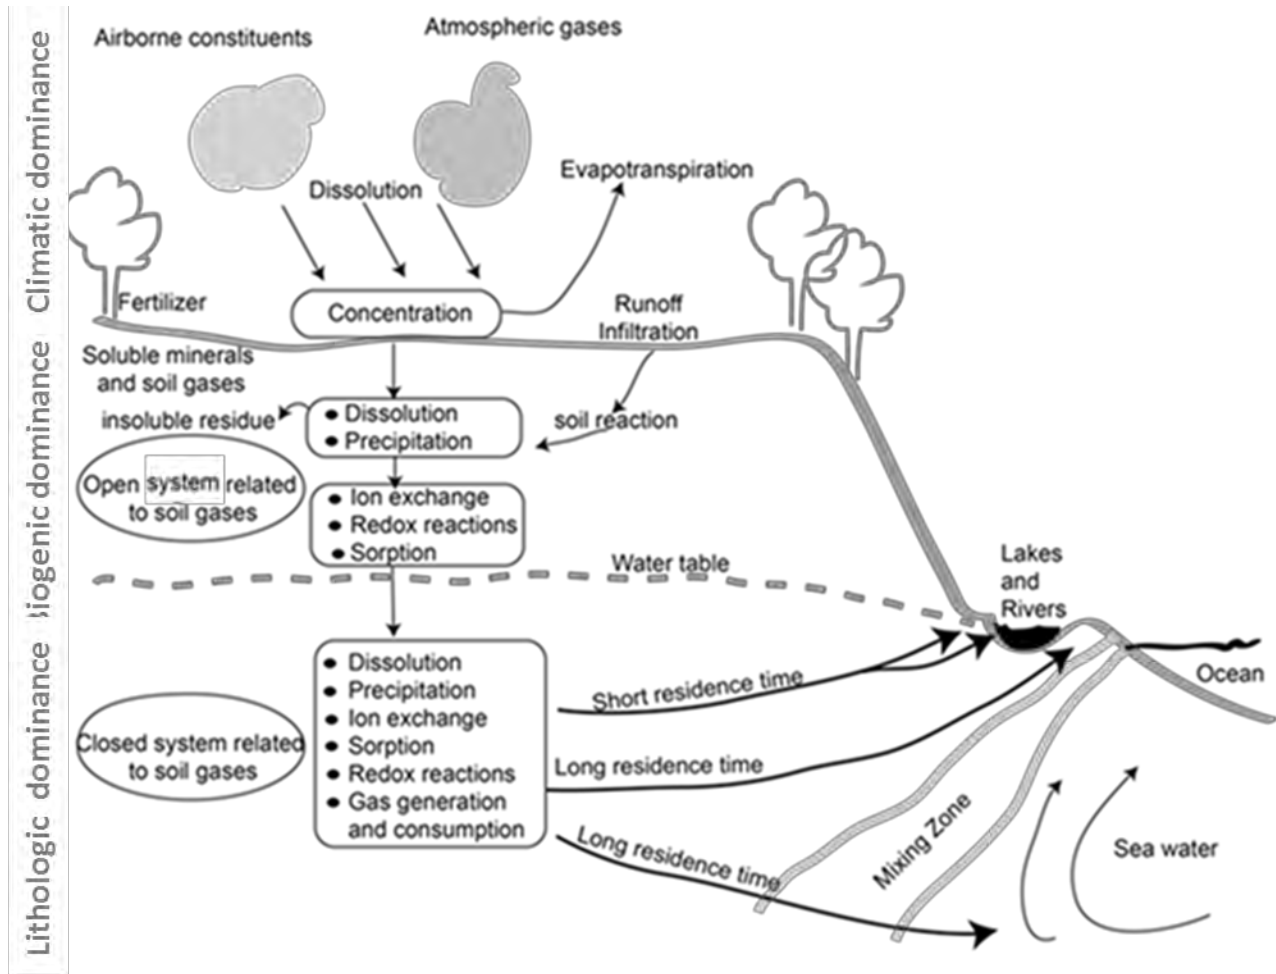 Airborne constituents
Atmospheric gases
Climatic dominance
Dissolution
Evapotranspiration
Fertilizer
Concentration
Runoff
Infiltration
Soluble minerals
and soil gases
insoluble residue
• Dissolution
• Precipitation
soil reaction
iogenic dominance
Open system related
to soil gases
• Ion exchange
• Redox reactions
• Sorption
Water table
Lakes
and
Rivers
Ocean
Lithologic dominance
Closed system related
to soil gases
• Dissolution
• Precipitation
• Ion exchange
• Sorption
• Redox reactions
• Gas generation
and consumption
Short residence time
Long residence time
Long residence time
Mixing Zone
Sea water